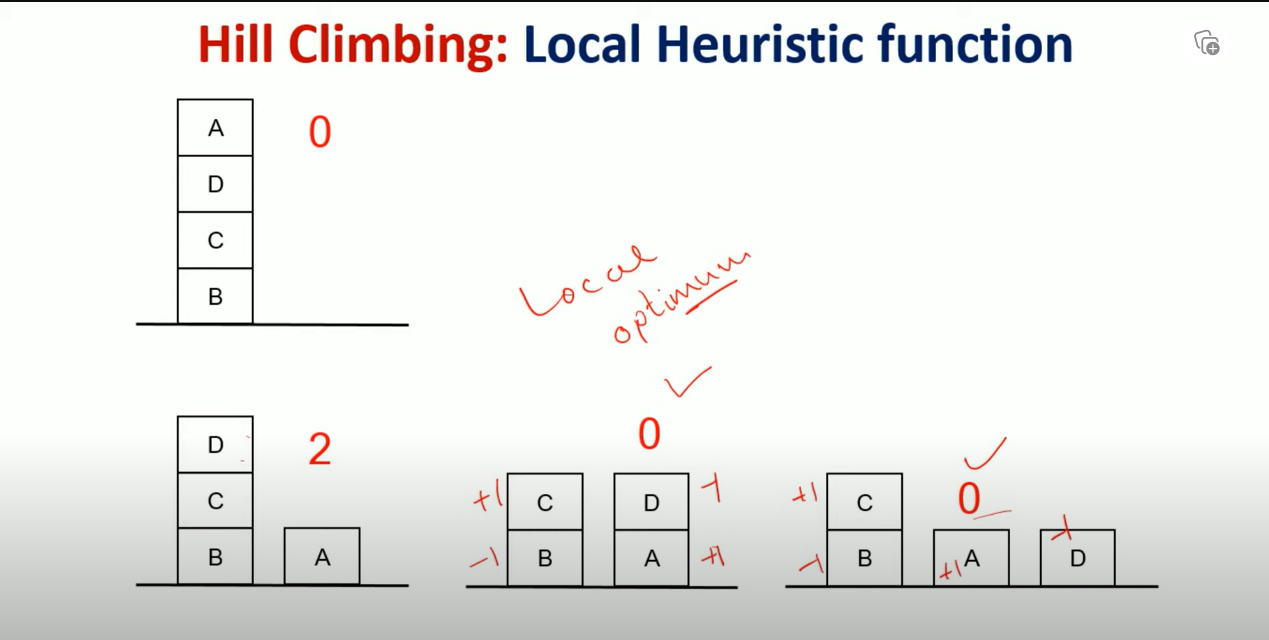 Hill Climbing: Local Heuristic function
A 0
D
C
B
Local
optimum
D 2
C
B A
0
+1 C D -1
-1 B A +1
0
+1 C
-1 B +1 A -1 D